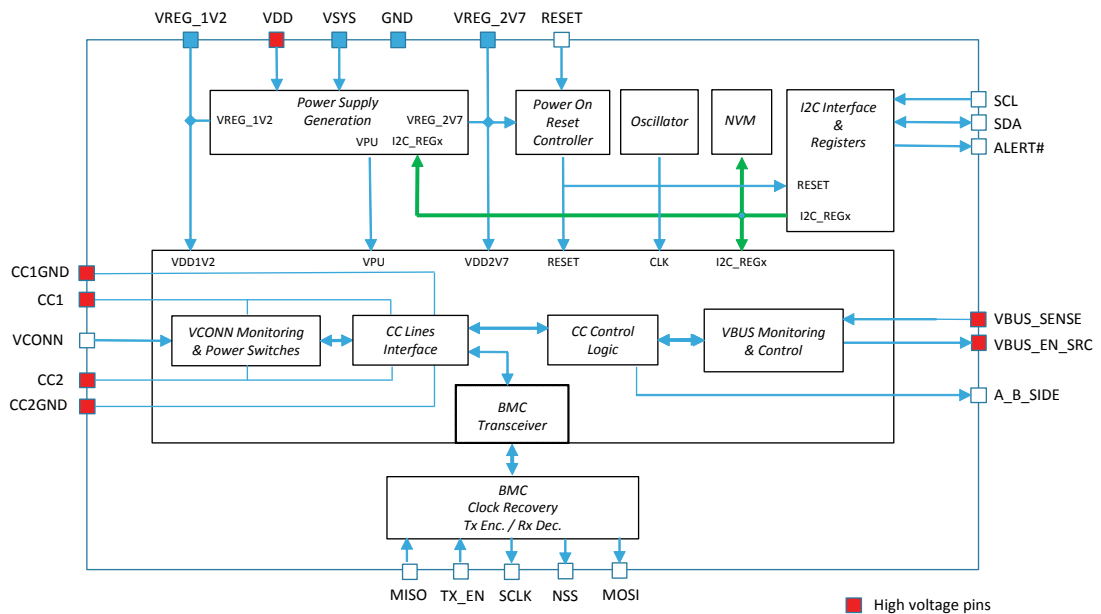 VREG_1V2 VDD VSYS GND VREG_2V7 RESET
Power Supply
Generation
VREG_1V2
VREG_2V7
VPU I2C_REGx
Power On
Reset
Controller
Oscillator
NVM
I2C Interface
&
Registers
RESET
I2C_REGx
SCL
SDA
ALERT#
VDD1V2 VPU VDD2V7 RESET CLK I2C_REGx
CC1GND
CC1
VCONN
CC2
CC2GND
VCONN Monitoring
& Power Switches
CC Lines
Interface
CC Control
Logic
VBUS Monitoring
& Control
VBUS_SENSE
VBUS_EN_SRC
A_B_SIDE
BMC
Transceiver
BMC
Clock Recovery
Tx Enc. / Rx Dec.
MISO TX_EN SCLK NSS MOSI
High voltage pins